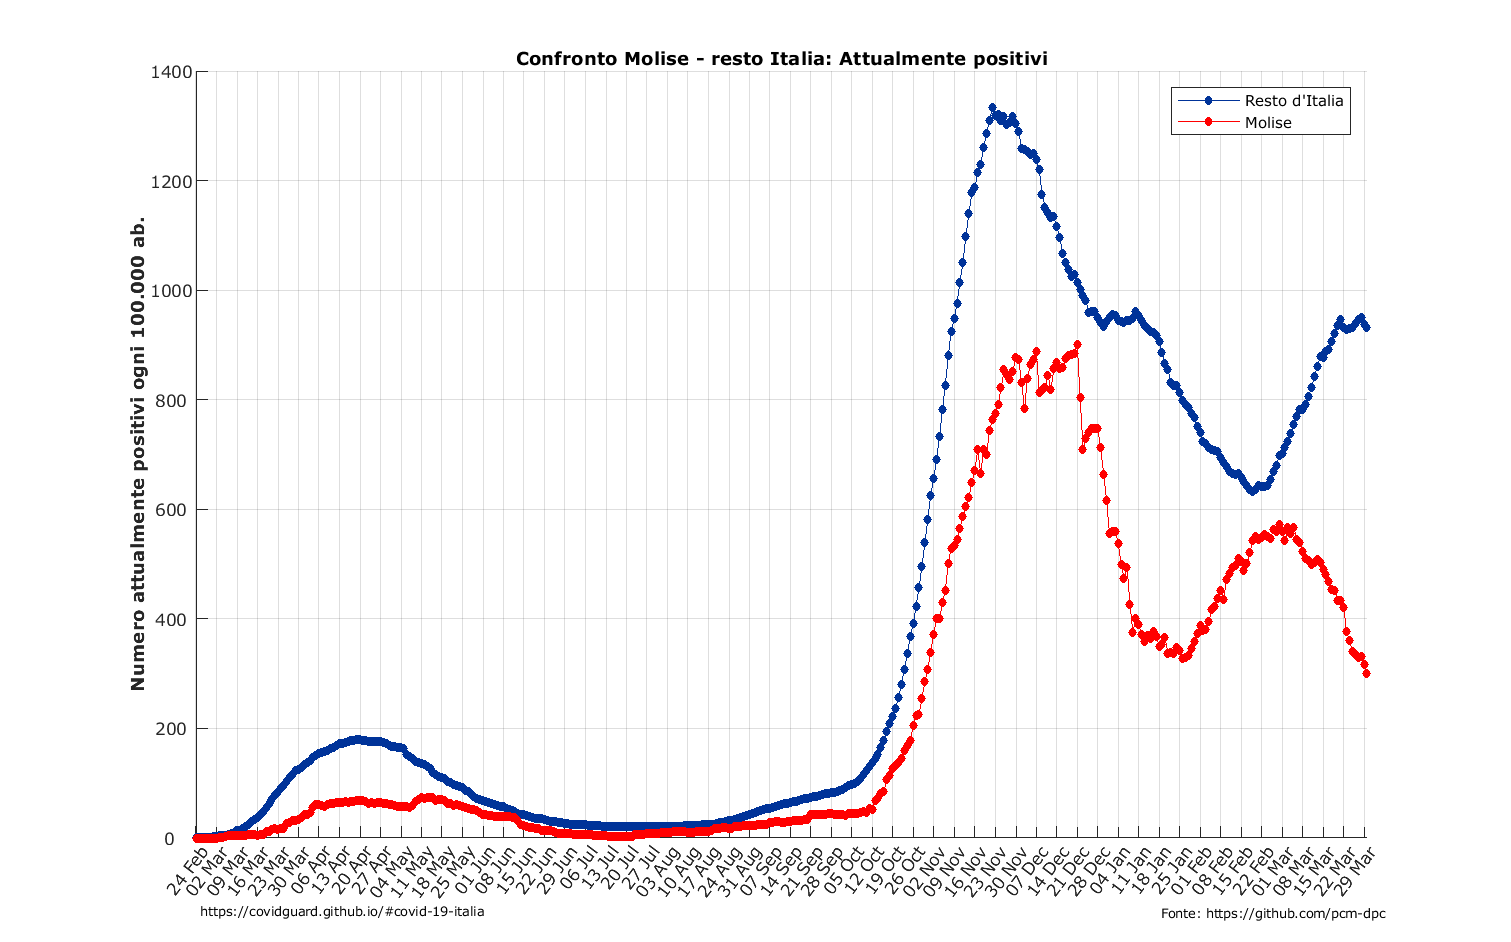 Confronto Molise - resto Italia: Attualmente positivi
Numero attualmente positivi ogni 100.000 ab.
1400
1200
1000
800
600
400
200
0
Resto d'Italia
Molise
24 Feb
02 Mar
09 Mar
16 Mar
23 Mar
30 Mar
06 Apr
13 Apr
20 Apr
27 Apr
04 May
11 May
18 May
25 May
01 Jun
08 Jun
15 Jun
22 Jun
29 Jun
06 Jul
13 Jul
20 Jul
27 Jul
03 Aug
10 Aug
17 Aug
24 Aug
31 Aug
07 Sep
14 Sep
21 Sep
28 Sep
05 Oct
12 Oct
19 Oct
26 Oct
02 Nov
09 Nov
16 Nov
23 Nov
30 Nov
07 Dec
14 Dec
21 Dec
28 Dec
04 Jan
11 Jan
18 Jan
25 Jan
01 Feb
08 Feb
15 Feb
22 Feb
01 Mar
08 Mar
15 Mar
22 Mar
29 Mar
https://covidguard.github.io/#covid-19-italia
Fonte: https://github.com/pcm-dpc